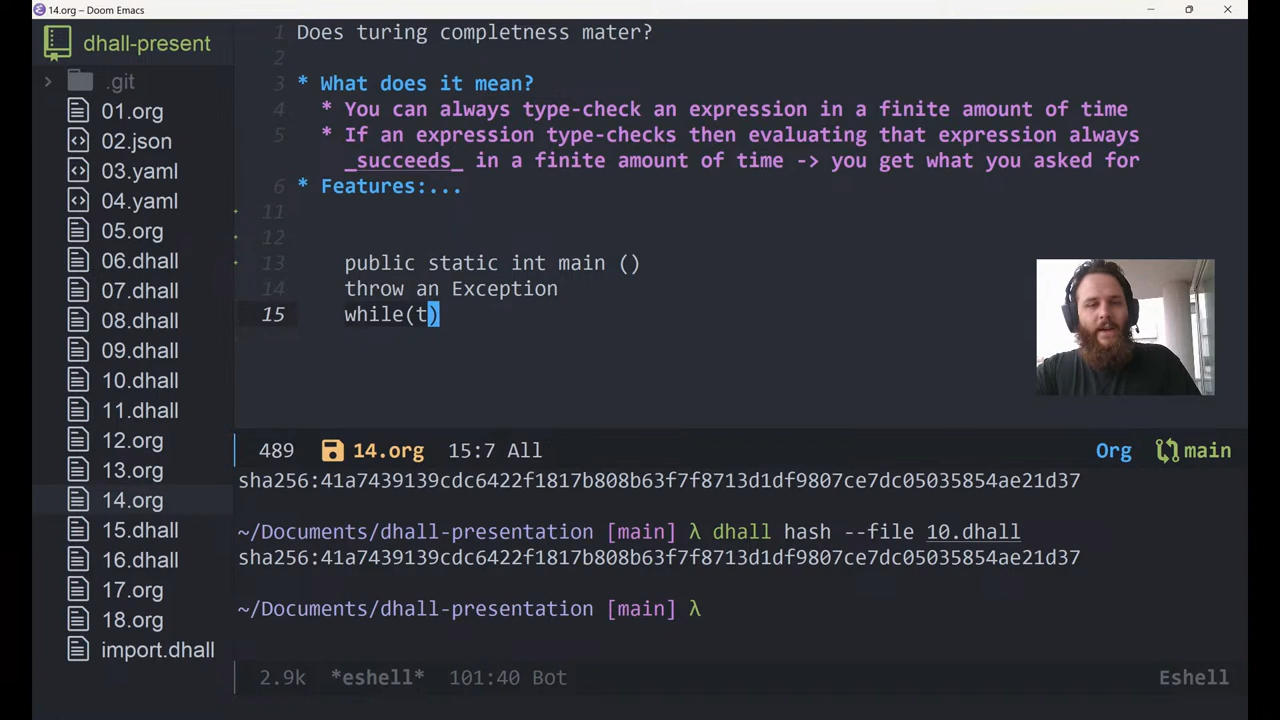 14.org – Doom Emacs
dhall-present
.git
01.org
02.json
03.yaml
04.yaml
05.org
06.dhall
07.dhall
08.dhall
09.dhall
10.dhall
11.dhall
12.org
13.org
14.org
15.dhall
16.dhall
17.org
18.org
import.dhall
1 Does turing completness mater?
2
3 * What does it mean?
4 * You can always type-check an expression in a finite amount of time
5 * If an expression type-checks then evaluating that expression always
_succeeds_ in a finite amount of time -> you get what you asked for
6 * Features:...
11
12
13 public static int main ()
14 throw an Exception
15 while(t)
489 14.org 15:7 All Org main
sha256:41a7439139cdc6422f1817b808b63f7f8713d1df9807ce7dc05035854ae21d37
~/Documents/dhall-presentation [main] λ dhall hash --file 10.dhall
sha256:41a7439139cdc6422f1817b808b63f7f8713d1df9807ce7dc05035854ae21d37
~/Documents/dhall-presentation [main] λ
2.9k *eshell* 101:40 Bot Eshell